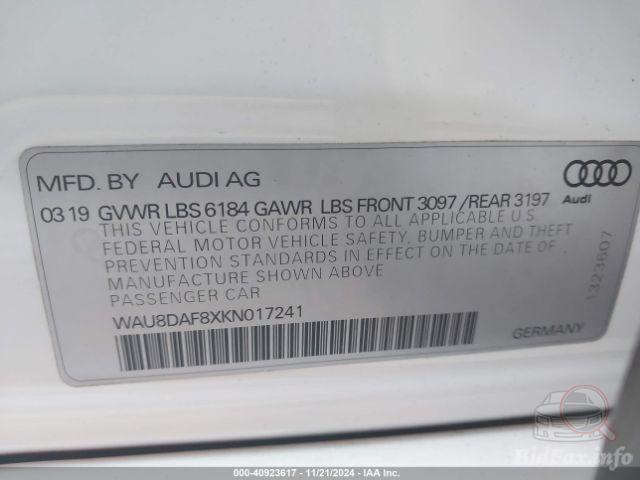 MFD. BY AUDI AG
Audi
03 19 GVWR LBS 6184 GAWR LBS FRONT 3097 / REAR 3197
THIS VEHICLE CONFORMS TO ALL APPLICABLE U S
FEDERAL MOTOR VEHICLE SAFETY, BUMPER AND THEFT
PREVENTION STANDARDS IN EFFECT ON THE DATE OF
MANUFACTURE SHOWN ABOVE
PASSENGER CAR
1323607
WAU8DAF8XKN017241
GERMANY
BidFax.info
000-40923617 - 11/21/2024 - IAA Inc.